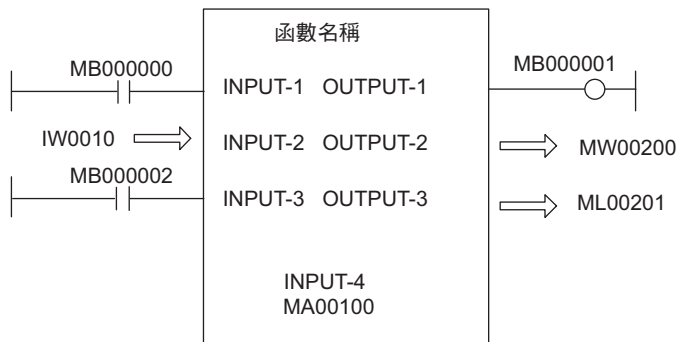 函數名稱
MB000000
INPUT-1 OUTPUT-1
MB000001
IW0010
INPUT-2 OUTPUT-2
MW00200
MB000002
INPUT-3 OUTPUT-3
ML00201
INPUT-4
MA00100